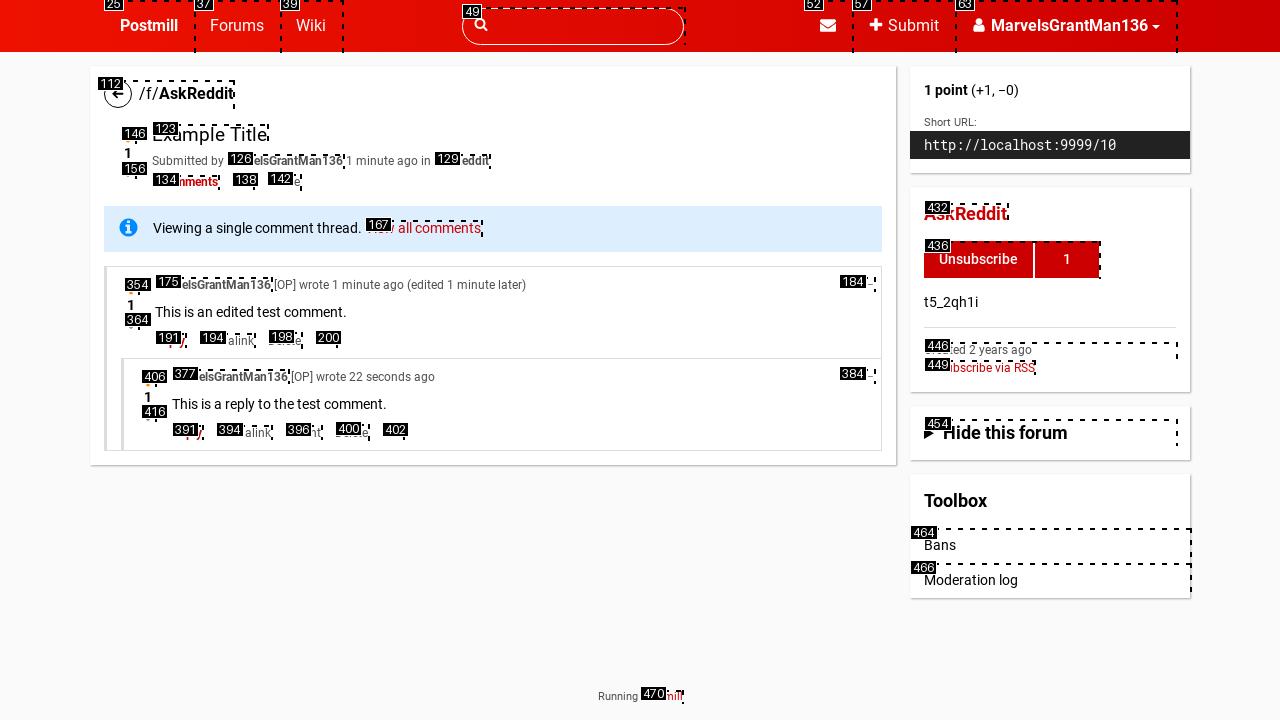 25 37 39 49 52 57 63
Postmill Forums Wiki Submit MarvelsGrantMan136
112
/f/AskReddit
146 123
Example Title
1
156
Submitted by 126 elsGrantMan136 1 minute ago in 129 eddit
134 nments 138 142 e
Viewing a single comment thread. 167 all comments
354 175 elsGrantMan136 [OP] wrote 1 minute ago (edited 1 minute later) 184
1
This is an edited test comment.
364
191 194 alink 198 200
406 377 elsGrantMan136 [OP] wrote 22 seconds ago 384
1
This is a reply to the test comment.
416
391 394 alink 396 400 402
1 point (+1, −0)
Short URL:
http://localhost:9999/10
432
AskReddit
436
Unsubscribe 1
t5_2qh1i
446
ed 2 years ago
449 bscribe via RSS
454
Hide this forum
Toolbox
464
Bans
466
Moderation log
Running 470 mill